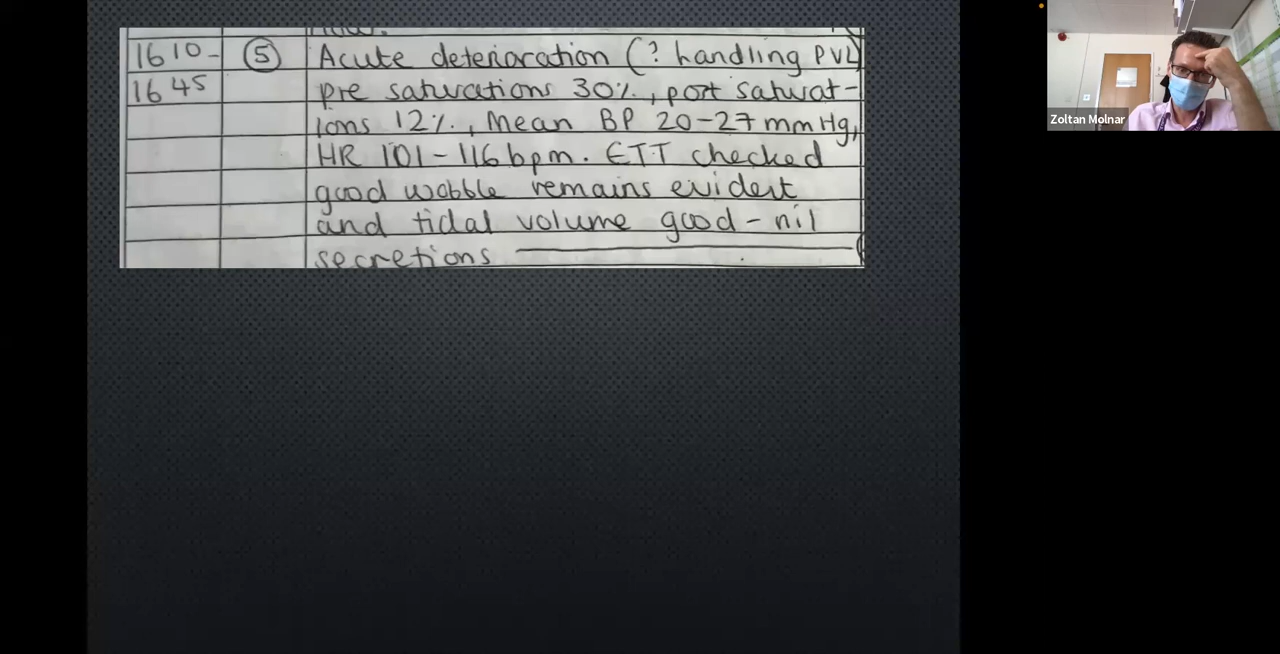 1610- ⑤ Acute deterioration (? handling PVL)
1645 pre saturations 30%, post saturat-
ions 12%, Mean BP 20-27 mmHg,
HR 101-116 bpm. ETT checked
good wobble remains evident
and tidal volume good - nil
secretions
Zoltan Molnar